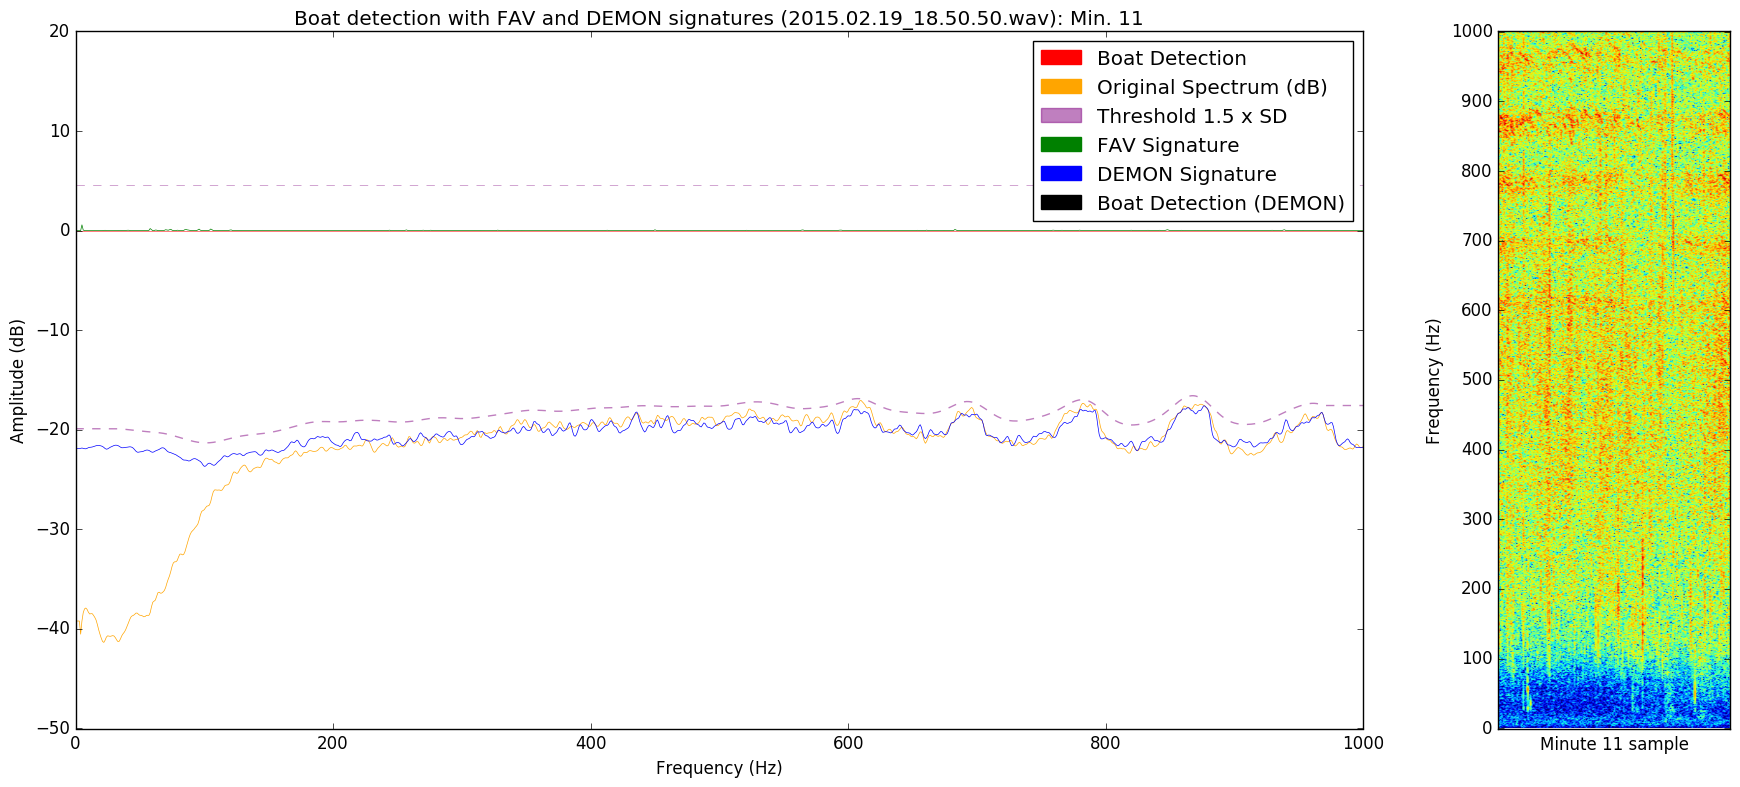 Boat detection with FAV and DEMON signatures (2015.02.19_18.50.50.wav): Min. 11
20
10
0
−10
−20
−30
−40
−50
Amplitude (dB)
0 200 400 600 800 1000
Frequency (Hz)
Boat Detection
Original Spectrum (dB)
Threshold 1.5 x SD
FAV Signature
DEMON Signature
Boat Detection (DEMON)
1000
900
800
700
600
500
400
300
200
100
0
Frequency (Hz)
Minute 11 sample